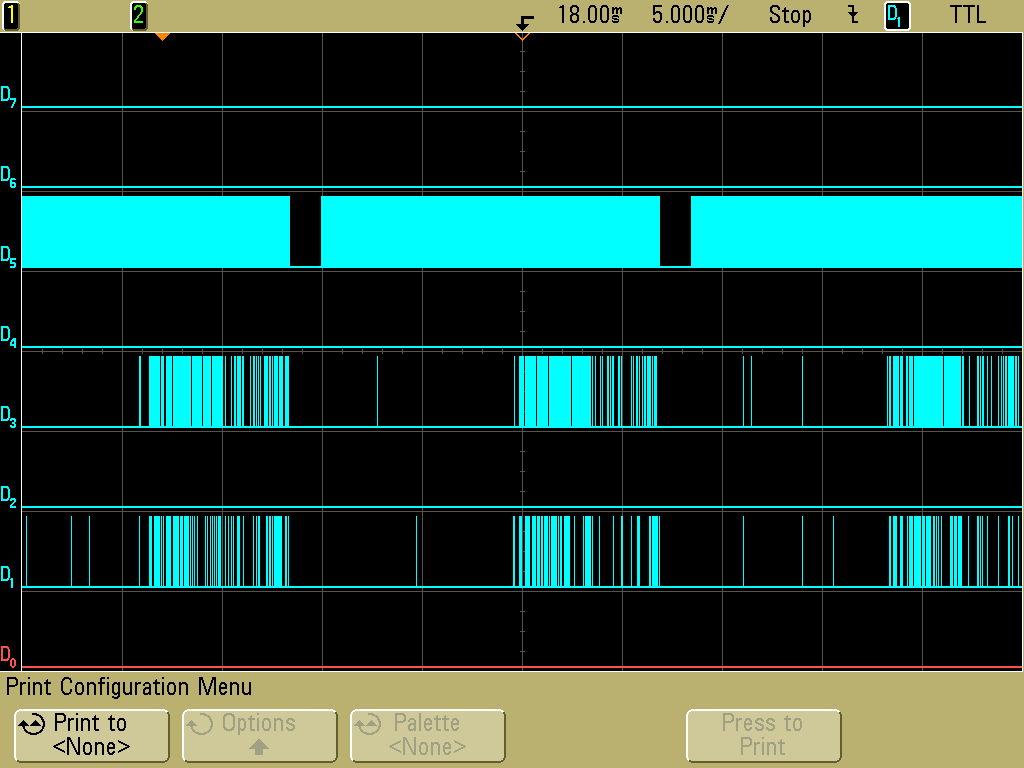 1 2 18.00ms 5.000ms/ Stop D1 TTL
D7
D6
D5
D4
D3
D2
D1
D0
Print Configuration Menu
Print to Options Palette Press to
<None> <None> Print